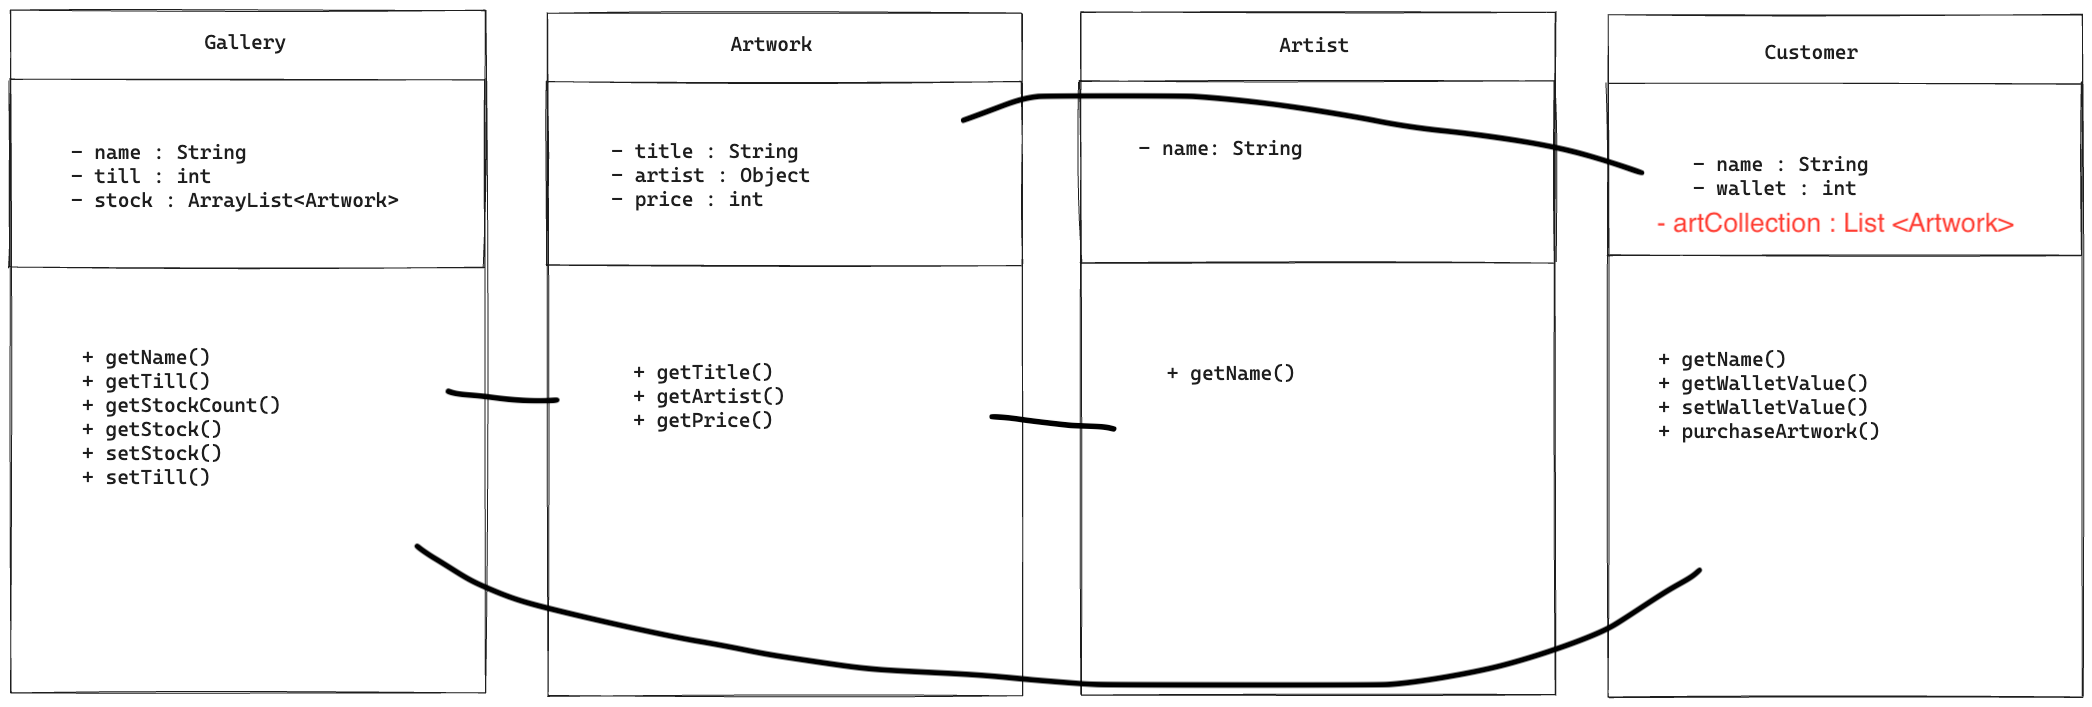 Gallery
- name : String
- till : int
- stock : ArrayList<Artwork>
+ getName()
+ getTill()
+ getStockCount()
+ getStock()
+ setStock()
+ setTill()
Artwork
- title : String
- artist : Object
- price : int
+ getTitle()
+ getArtist()
+ getPrice()
Artist
- name: String
+ getName()
Customer
- name : String
- wallet : int
- artCollection : List <Artwork>
+ getName()
+ getWalletValue()
+ setWalletValue()
+ purchaseArtwork()